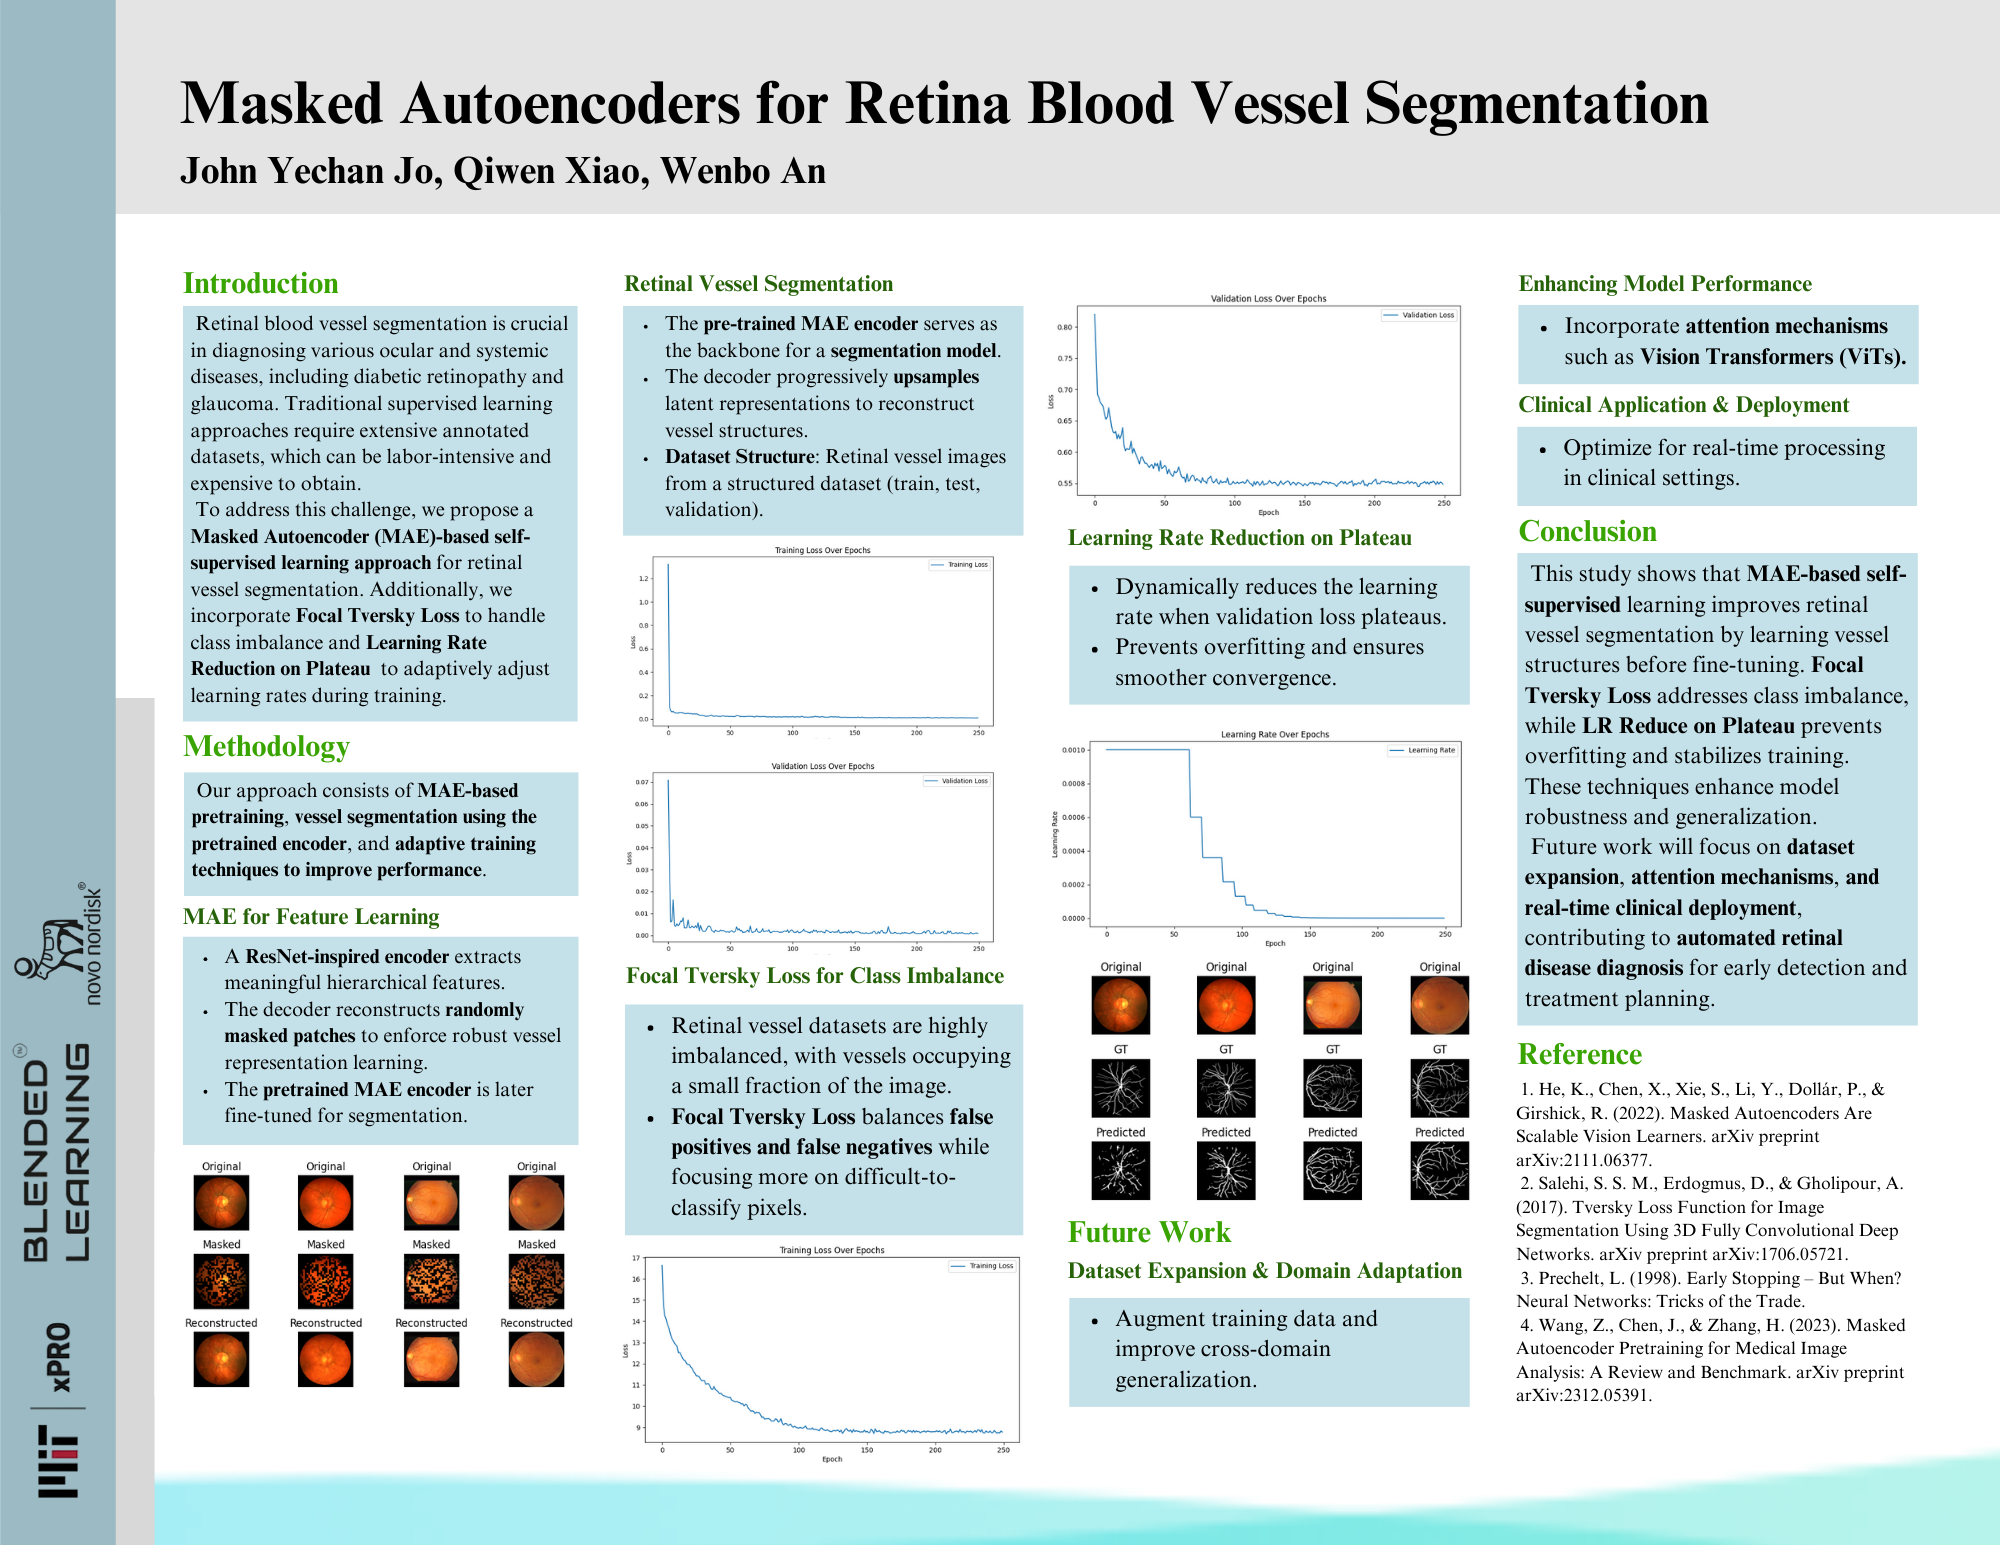 Masked Autoencoders for Retina Blood Vessel Segmentation
John Yechan Jo, Qiwen Xiao, Wenbo An
novo nordisk®
BLENDED
LEARNING
MIT | xPRO
Introduction
Retinal blood vessel segmentation is crucial
in diagnosing various ocular and systemic
diseases, including diabetic retinopathy and
glaucoma. Traditional supervised learning
approaches require extensive annotated
datasets, which can be labor-intensive and
expensive to obtain.
To address this challenge, we propose a
Masked Autoencoder (MAE)-based self-
supervised learning approach for retinal
vessel segmentation. Additionally, we
incorporate Focal Tversky Loss to handle
class imbalance and Learning Rate
Reduction on Plateau to adaptively adjust
learning rates during training.
Methodology
Our approach consists of MAE-based
pretraining, vessel segmentation using the
pretrained encoder, and adaptive training
techniques to improve performance.
MAE for Feature Learning
• A ResNet-inspired encoder extracts
meaningful hierarchical features.
• The decoder reconstructs randomly
masked patches to enforce robust vessel
representation learning.
• The pretrained MAE encoder is later
fine-tuned for segmentation.
Original Original Original Original
Masked Masked Masked Masked
Reconstructed Reconstructed Reconstructed Reconstructed
Retinal Vessel Segmentation
• The pre-trained MAE encoder serves as
the backbone for a segmentation model.
• The decoder progressively upsamples
latent representations to reconstruct
vessel structures.
• Dataset Structure: Retinal vessel images
from a structured dataset (train, test,
validation).
Training Loss Over Epochs
Training Loss
Loss
1.2
1.0
0.8
0.6
0.4
0.2
0.0
0 50 100 150 200 250
Validation Loss Over Epochs
Validation Loss
Loss
0.07
0.06
0.05
0.04
0.03
0.02
0.01
0.00
0 50 100 150 200 250
Focal Tversky Loss for Class Imbalance
• Retinal vessel datasets are highly
imbalanced, with vessels occupying
a small fraction of the image.
• Focal Tversky Loss balances false
positives and false negatives while
focusing more on difficult-to-
classify pixels.
Training Loss Over Epochs
Training Loss
Loss
17
16
15
14
13
12
11
10
9
0 50 100 150 200 250
Epoch
Validation Loss Over Epochs
Validation Loss
Loss
0.80
0.75
0.70
0.65
0.60
0.55
0 50 100 150 200 250
Epoch
Learning Rate Reduction on Plateau
• Dynamically reduces the learning
rate when validation loss plateaus.
• Prevents overfitting and ensures
smoother convergence.
Learning Rate Over Epochs
Learning Rate
Learning Rate
0.0010
0.0008
0.0006
0.0004
0.0002
0.0000
0 50 100 150 200 250
Epoch
Original Original Original Original
GT GT GT GT
Predicted Predicted Predicted Predicted
Future Work
Dataset Expansion & Domain Adaptation
• Augment training data and
improve cross-domain
generalization.
Enhancing Model Performance
• Incorporate attention mechanisms
such as Vision Transformers (ViTs).
Clinical Application & Deployment
• Optimize for real-time processing
in clinical settings.
Conclusion
This study shows that MAE-based self-
supervised learning improves retinal
vessel segmentation by learning vessel
structures before fine-tuning. Focal
Tversky Loss addresses class imbalance,
while LR Reduce on Plateau prevents
overfitting and stabilizes training.
These techniques enhance model
robustness and generalization.
Future work will focus on dataset
expansion, attention mechanisms, and
real-time clinical deployment,
contributing to automated retinal
disease diagnosis for early detection and
treatment planning.
Reference
1. He, K., Chen, X., Xie, S., Li, Y., Dollár, P., &
Girshick, R. (2022). Masked Autoencoders Are
Scalable Vision Learners. arXiv preprint
arXiv:2111.06377.
2. Salehi, S. S. M., Erdogmus, D., & Gholipour, A.
(2017). Tversky Loss Function for Image
Segmentation Using 3D Fully Convolutional Deep
Networks. arXiv preprint arXiv:1706.05721.
3. Prechelt, L. (1998). Early Stopping – But When?
Neural Networks: Tricks of the Trade.
4. Wang, Z., Chen, J., & Zhang, H. (2023). Masked
Autoencoder Pretraining for Medical Image
Analysis: A Review and Benchmark. arXiv preprint
arXiv:2312.05391.